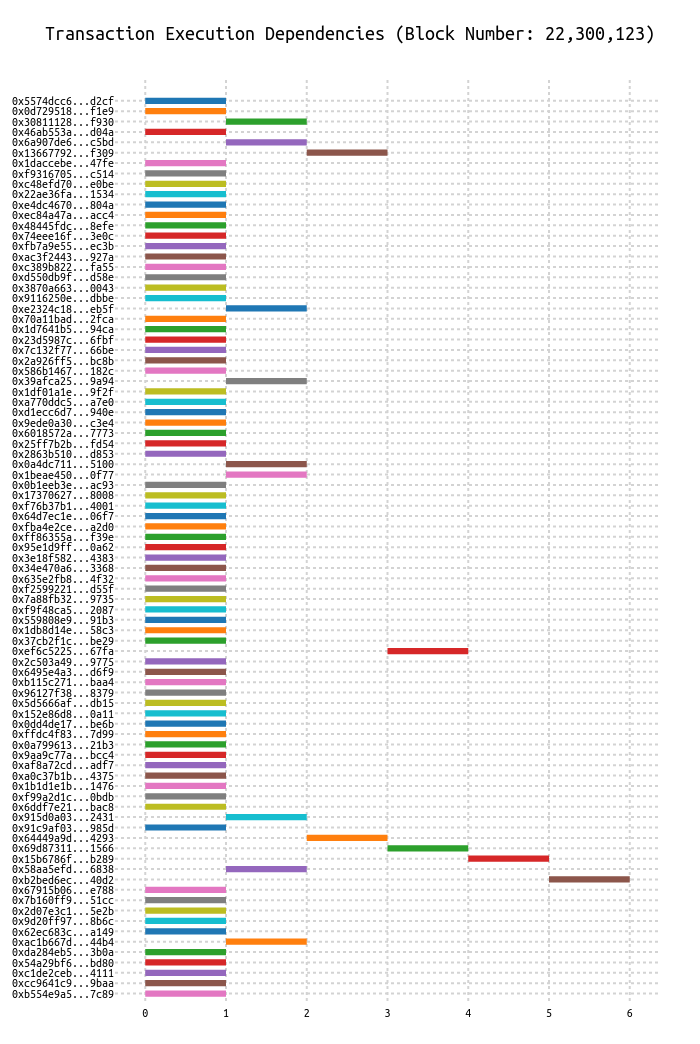 Transaction Execution Dependencies (Block Number: 22,300,123)
0x5574dcc6...d2cf
0x0d729518...f1e9
0x30811128...f930
0x46ab553a...d04a
0x6a907de6...c5bd
0x13667792...f309
0x1daccebe...47fe
0xf9316705...c514
0xc48efd70...e0be
0x22ae36fa...1534
0xe4dc4670...804a
0xec84a47a...acc4
0x48445fdc...8efe
0x74eee16f...3e0c
0xfb7a9e55...ec3b
0xac3f2443...927a
0xc389b822...fa55
0xd550db9f...d58e
0x3870a663...0043
0x9116250e...dbbe
0xe2324c18...eb5f
0x70a11bad...2fca
0x1d7641b5...94ca
0x23d5987c...6fbf
0x7c132f77...66be
0x2a926ff5...bc8b
0x586b1467...182c
0x39afca25...9a94
0x1df01a1e...9f2f
0xa770ddc5...a7e0
0xd1ecc6d7...940e
0x9ede0a30...c3e4
0x6018572a...7773
0x25ff7b2b...fd54
0x2863b510...d853
0x0a4dc711...5100
0x1beae450...0f77
0x0b1eeb3e...ac93
0x17370627...8008
0xf76b37b1...4001
0x64d7ec1e...06f7
0xfba4e2ce...a2d0
0xff86355a...f39e
0x95e1d9ff...0a62
0x3e18f582...4383
0x34e470a6...3368
0x635e2fb8...4f32
0xf2599221...d55f
0x7a88fb32...9735
0xf9f48ca5...2087
0x559808e9...91b3
0x1db8d14e...58c3
0x37cb2f1c...be29
0xef6c5225...67fa
0x2c503a49...9775
0x6495e4a3...d6f9
0xb115c271...baa4
0x96127f38...8379
0x5d5666af...db15
0x152e86d8...0a11
0x0dd4de17...be6b
0xffdc4f83...7d99
0x0a799613...21b3
0x9aa9c77a...bcc4
0xaf8a72cd...adf7
0xa0c37b1b...4375
0x1b1d1e1b...1476
0xf99a2d1c...0bdb
0x6ddf7e21...bac8
0x915d0a03...2431
0x91c9af03...985d
0x64449a9d...4293
0x69d87311...1566
0x15b6786f...b289
0x58aa5efd...6838
0xb2bed6ec...40d2
0x67915b06...e788
0x7b160ff9...51cc
0x2d07e3c1...5e2b
0x9d20ff97...8b6c
0x62ec683c...a149
0xac1b667d...44b4
0xda284eb5...3b0a
0x54a29bf6...bd80
0xc1de2ceb...4111
0xcc9641c9...9baa
0xb554e9a5...7c89
0 1 2 3 4 5 6